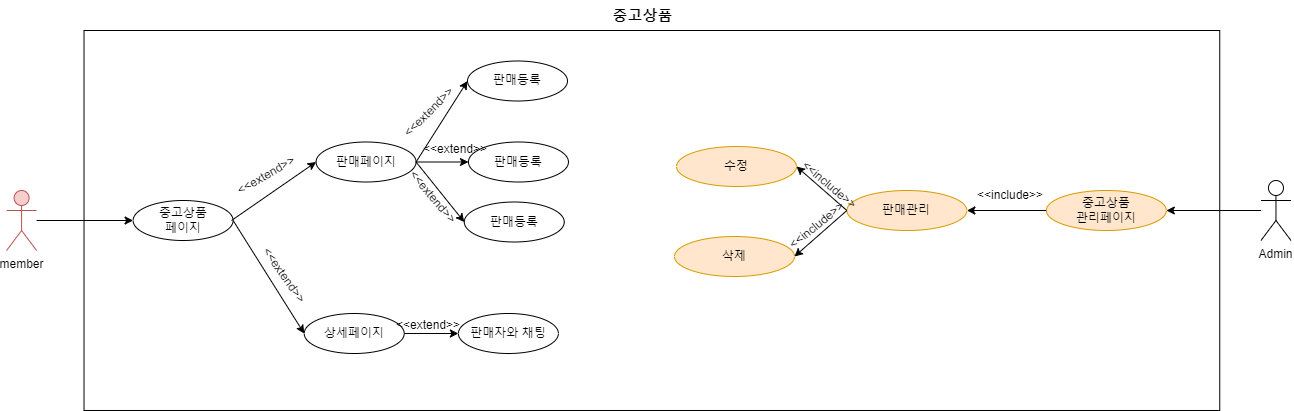 중고상품
판매등록
<<extend>>
판매페이지
<<extend>>
판매등록
<<extend>>
<<extend>>
판매등록
중고상품
페이지
member
<<extend>>
상세페이지
<<extend>>
판매자와 채팅
수정
<<include>>
판매관리
<<include>>
중고상품
관리페이지
<<include>>
삭제
Admin